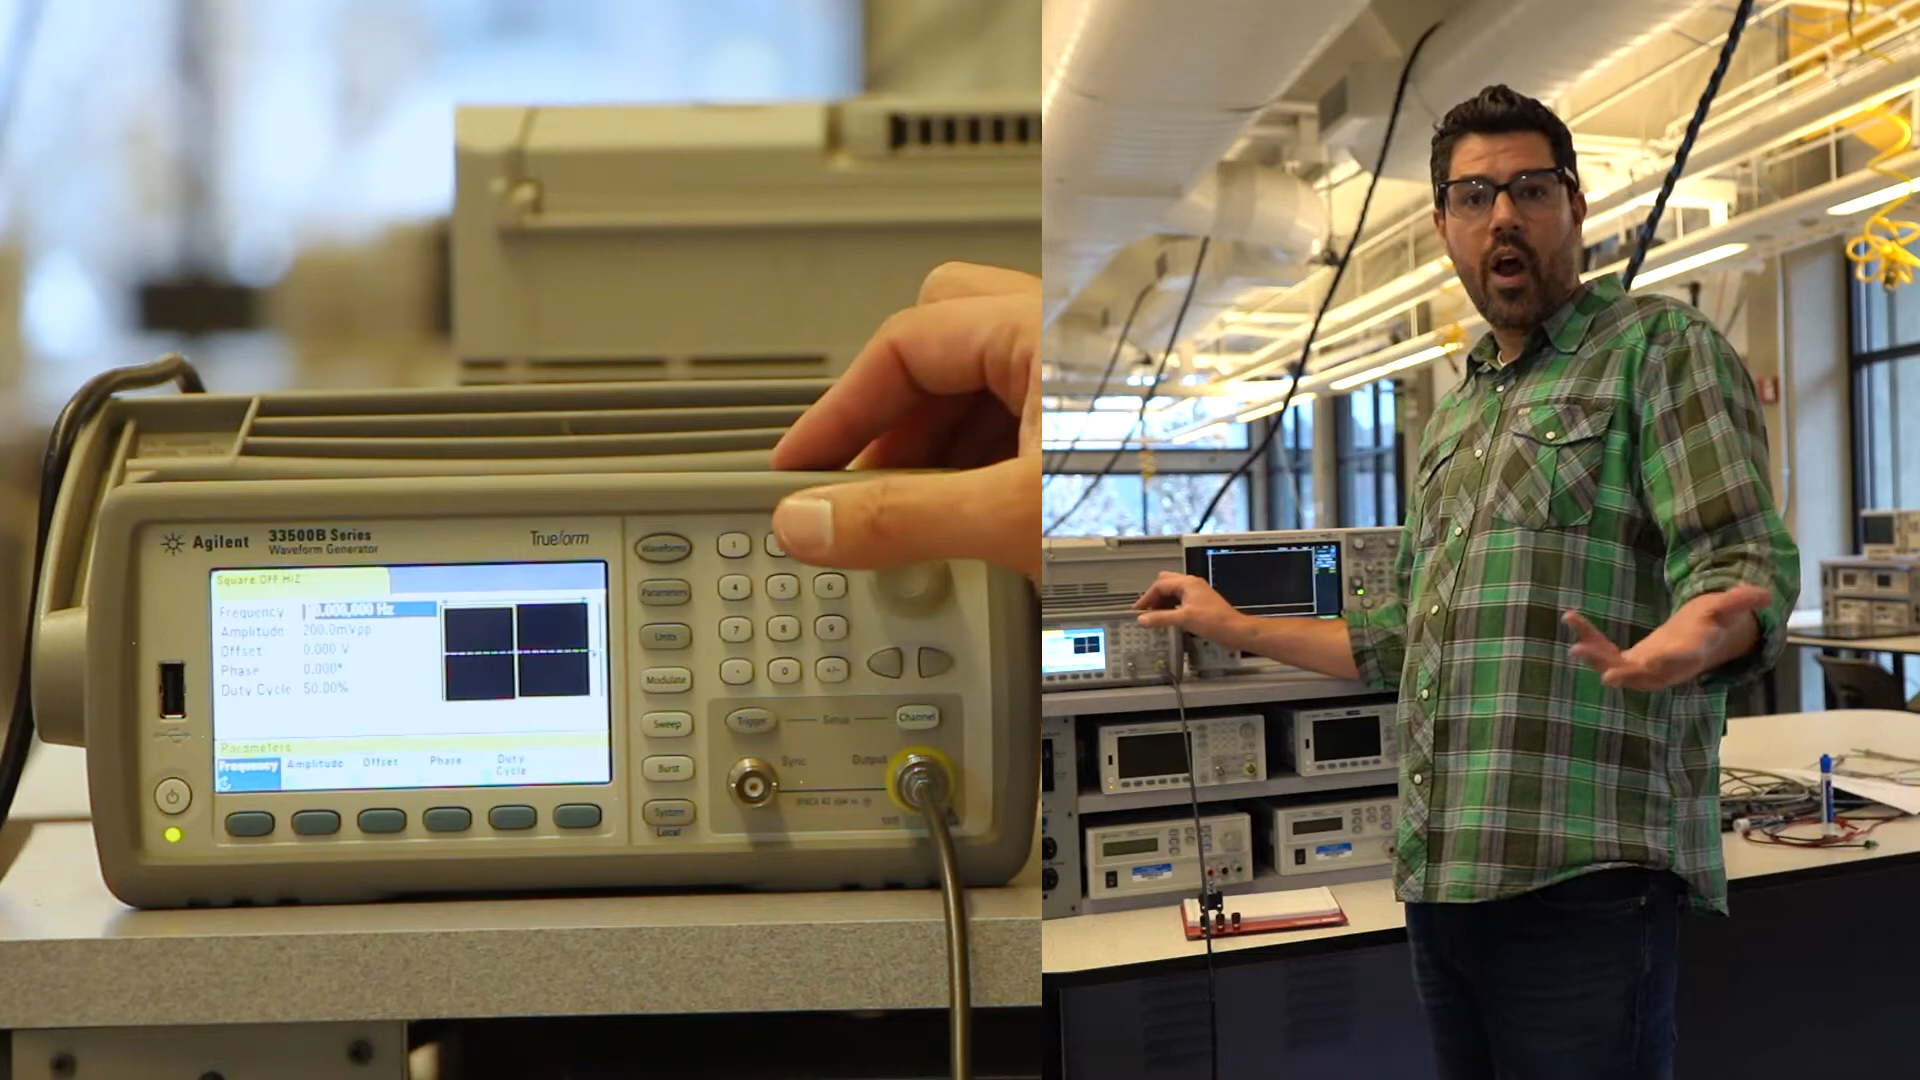 Agilent
33500B Series
Waveform Generator
Trueform
Square Off HiZ
Frequency
Amplitude 200.0mVpp
Offset 0.000 V
Phase 0.000°
Duty Cycle 50.00%
Parameters
Frequency Amplitude Offset Phase Duty Cycle
Waveforms
Parameters
Units
Modulate
Sweep
Burst
System
Local
1
4 5 6
7 8 9
. 0 +/-
Trigger Setup Channel
Sync Output